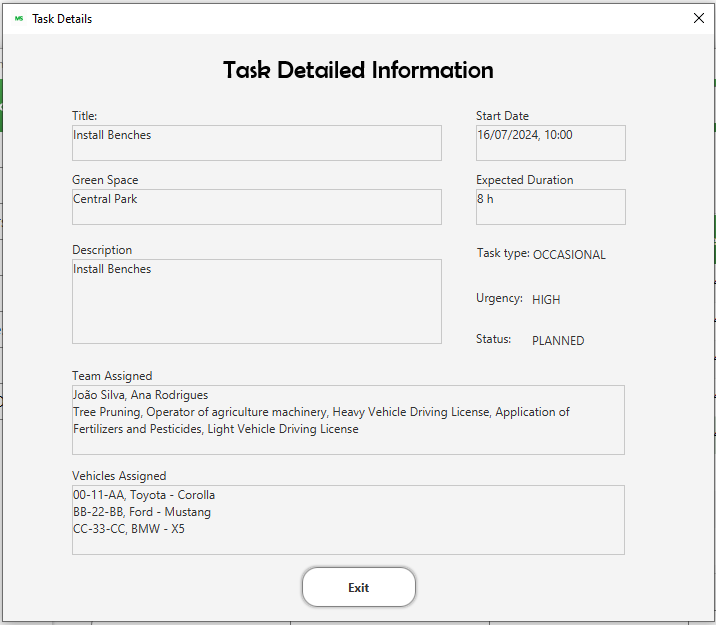 MS Task Details
Task Detailed Information
Title:
Install Benches
Start Date
16/07/2024, 10:00
Green Space
Central Park
Expected Duration
8 h
Description
Install Benches
Task type: OCCASIONAL
Urgency: HIGH
Status: PLANNED
Team Assigned
João Silva, Ana Rodrigues
Tree Pruning, Operator of agriculture machinery, Heavy Vehicle Driving License, Application of
Fertilizers and Pesticides, Light Vehicle Driving License
Vehicles Assigned
00-11-AA, Toyota - Corolla
BB-22-BB, Ford - Mustang
CC-33-CC, BMW - X5
Exit